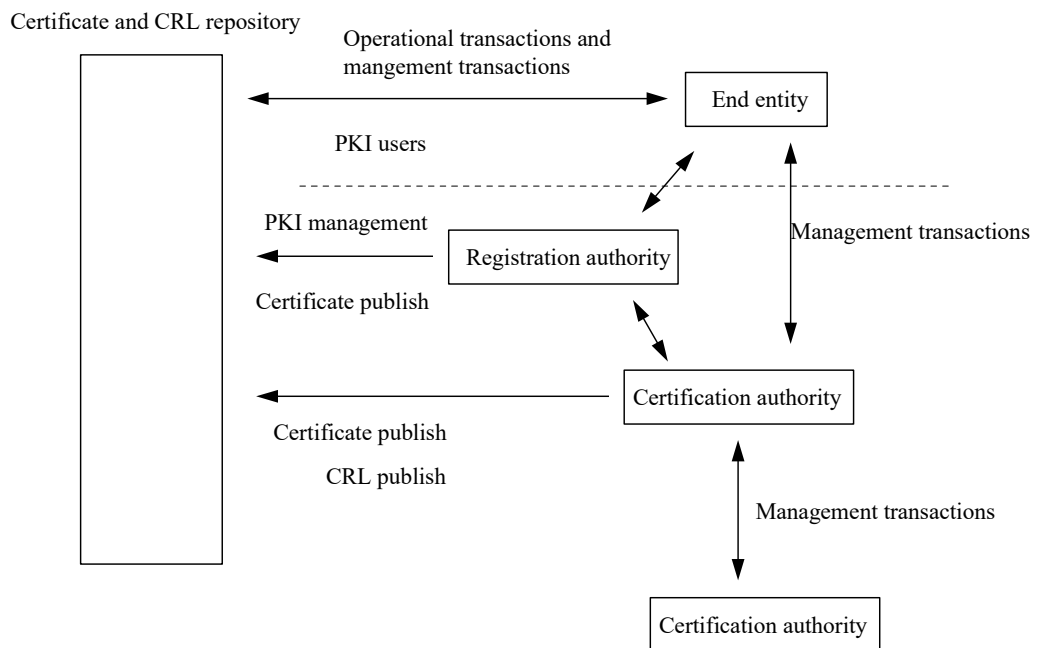 Certificate and CRL repository
Operational transactions and
mangement transactions
End entity
PKI users
PKI management
Management transactions
Registration authority
Certificate publish
Certification authority
Certificate publish
CRL publish
Management transactions
Certification authority